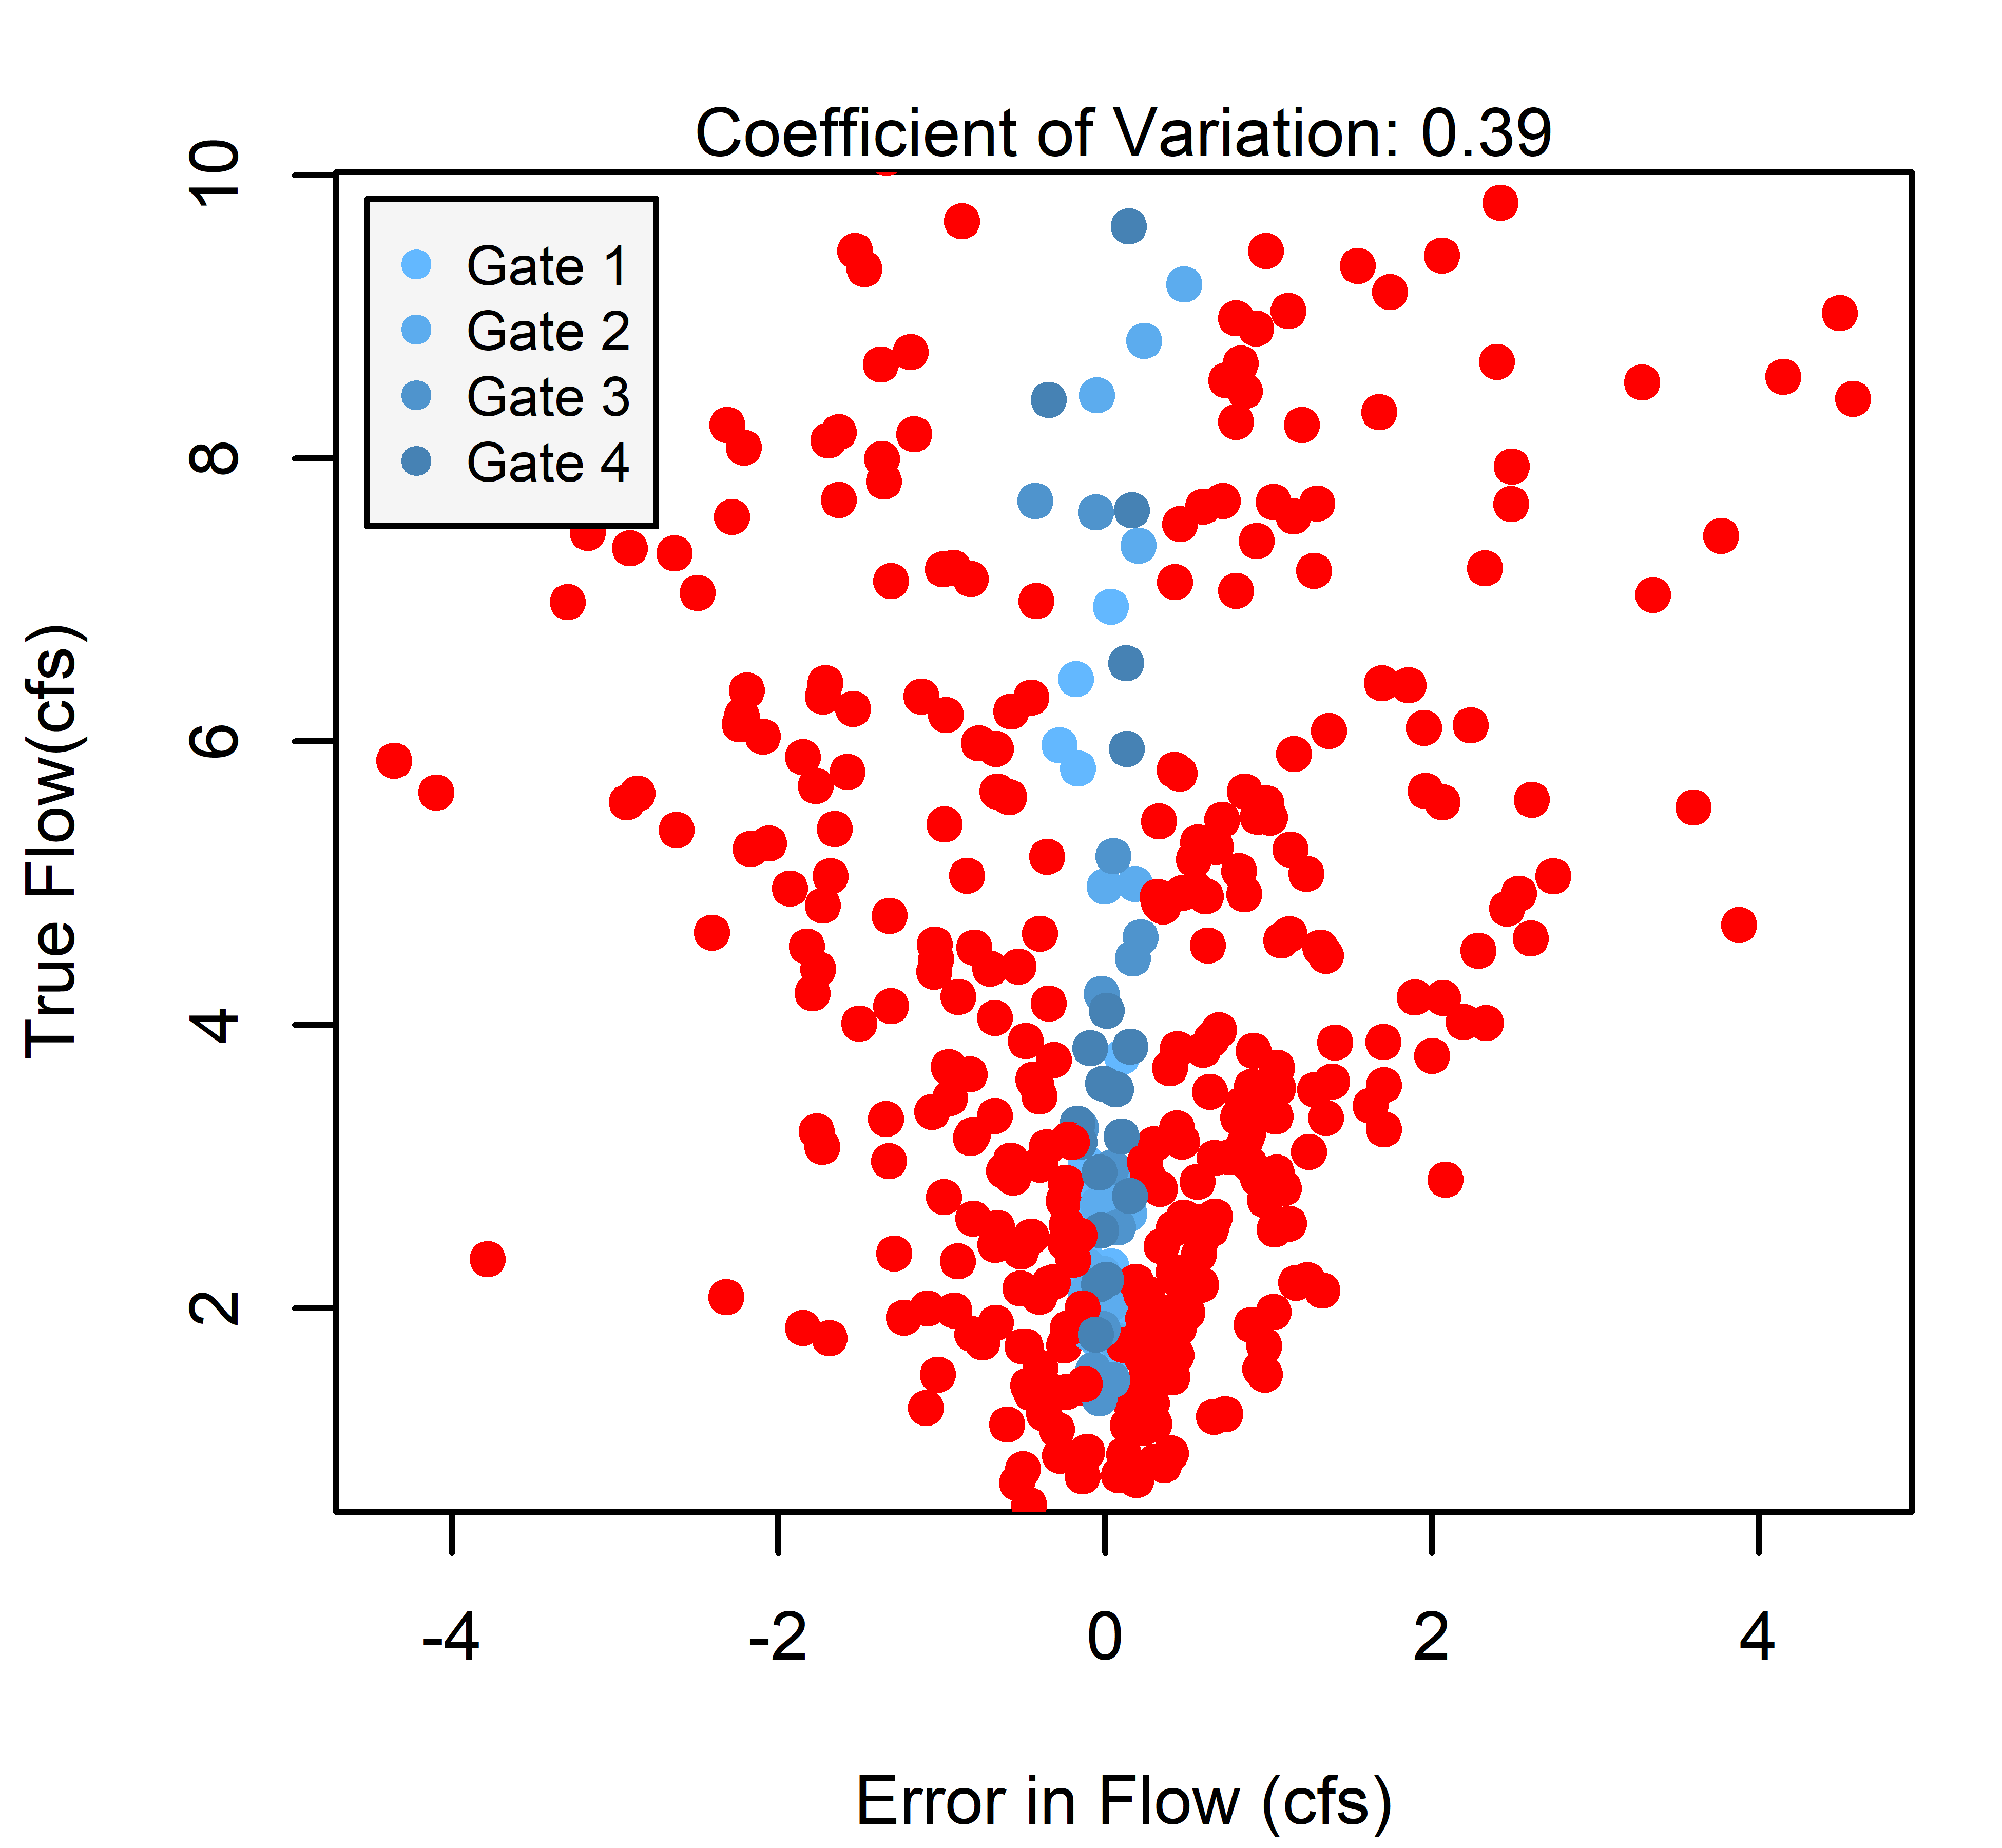 Coefficient of Variation: 0.39
10
8
6
4
2
True Flow(cfs)
Gate 1
Gate 2
Gate 3
Gate 4
-4 -2 0 2 4
Error in Flow (cfs)